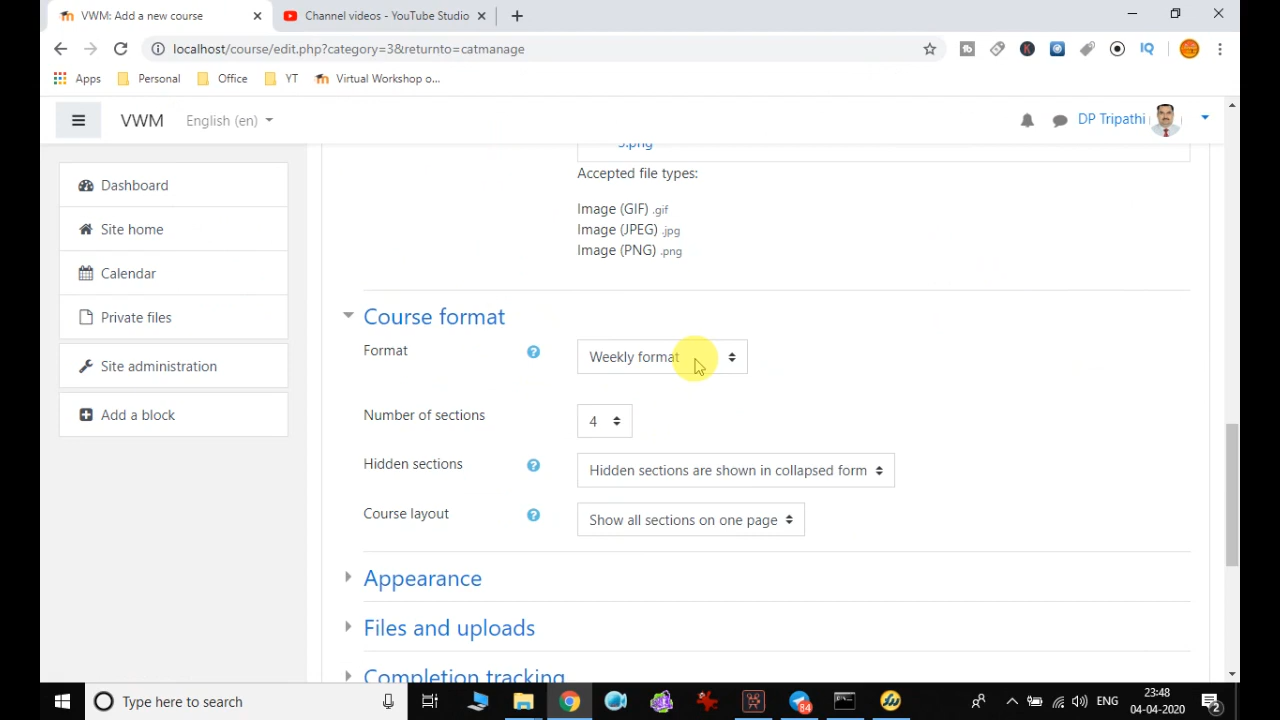 VWM: Add a new course
Channel videos - YouTube Studio
localhost/course/edit.php?category=3&returnto=catmanage
IQ
Apps
Personal
Office
YT
Virtual Workshop o...
VWM
English (en)
DP Tripathi
Dashboard
Site home
Calendar
Private files
Site administration
Add a block
Accepted file types:
Image (GIF) .gif
Image (JPEG) .jpg
Image (PNG) .png
Course format
Format
Weekly format
Number of sections
4
Hidden sections
Hidden sections are shown in collapsed form
Course layout
Show all sections on one page
Appearance
Files and uploads
Completion tracking
Type here to search
84
ENG
23:48
04-04-2020
2